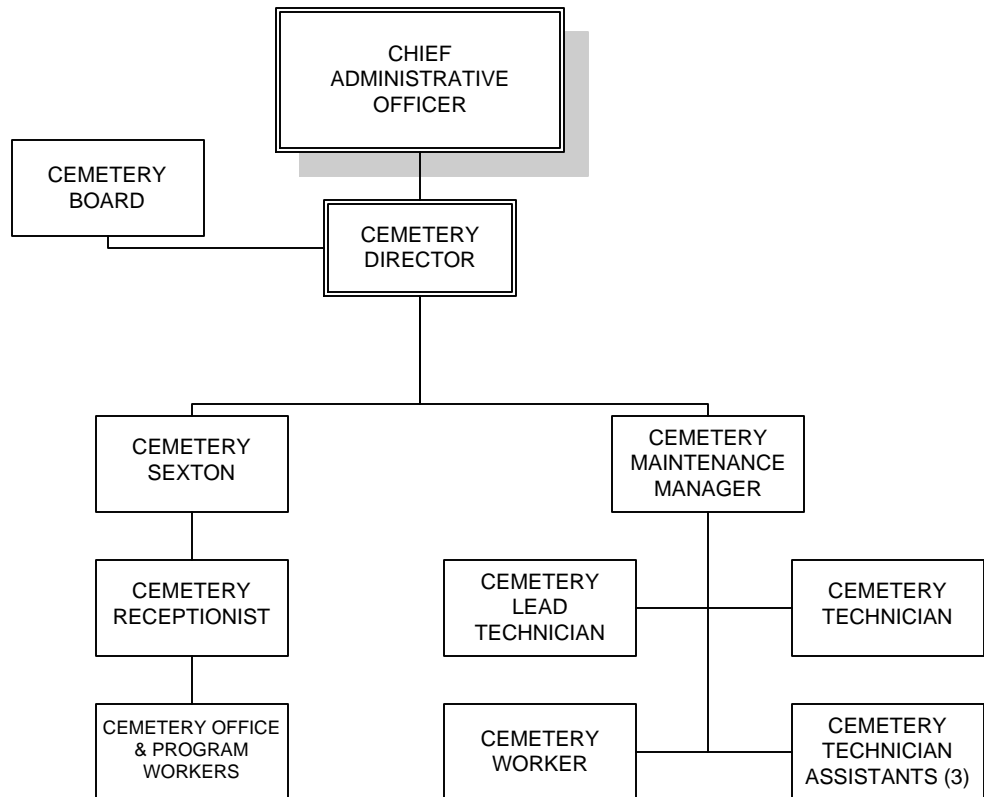 CHIEF
ADMINISTRATIVE
OFFICER
CEMETERY
BOARD
CEMETERY
DIRECTOR
CEMETERY
SEXTON
CEMETERY
MAINTENANCE
MANAGER
CEMETERY
RECEPTIONIST
CEMETERY
LEAD
TECHNICIAN
CEMETERY
TECHNICIAN
CEMETERY OFFICE
& PROGRAM
WORKERS
CEMETERY
WORKER
CEMETERY
TECHNICIAN
ASSISTANTS (3)